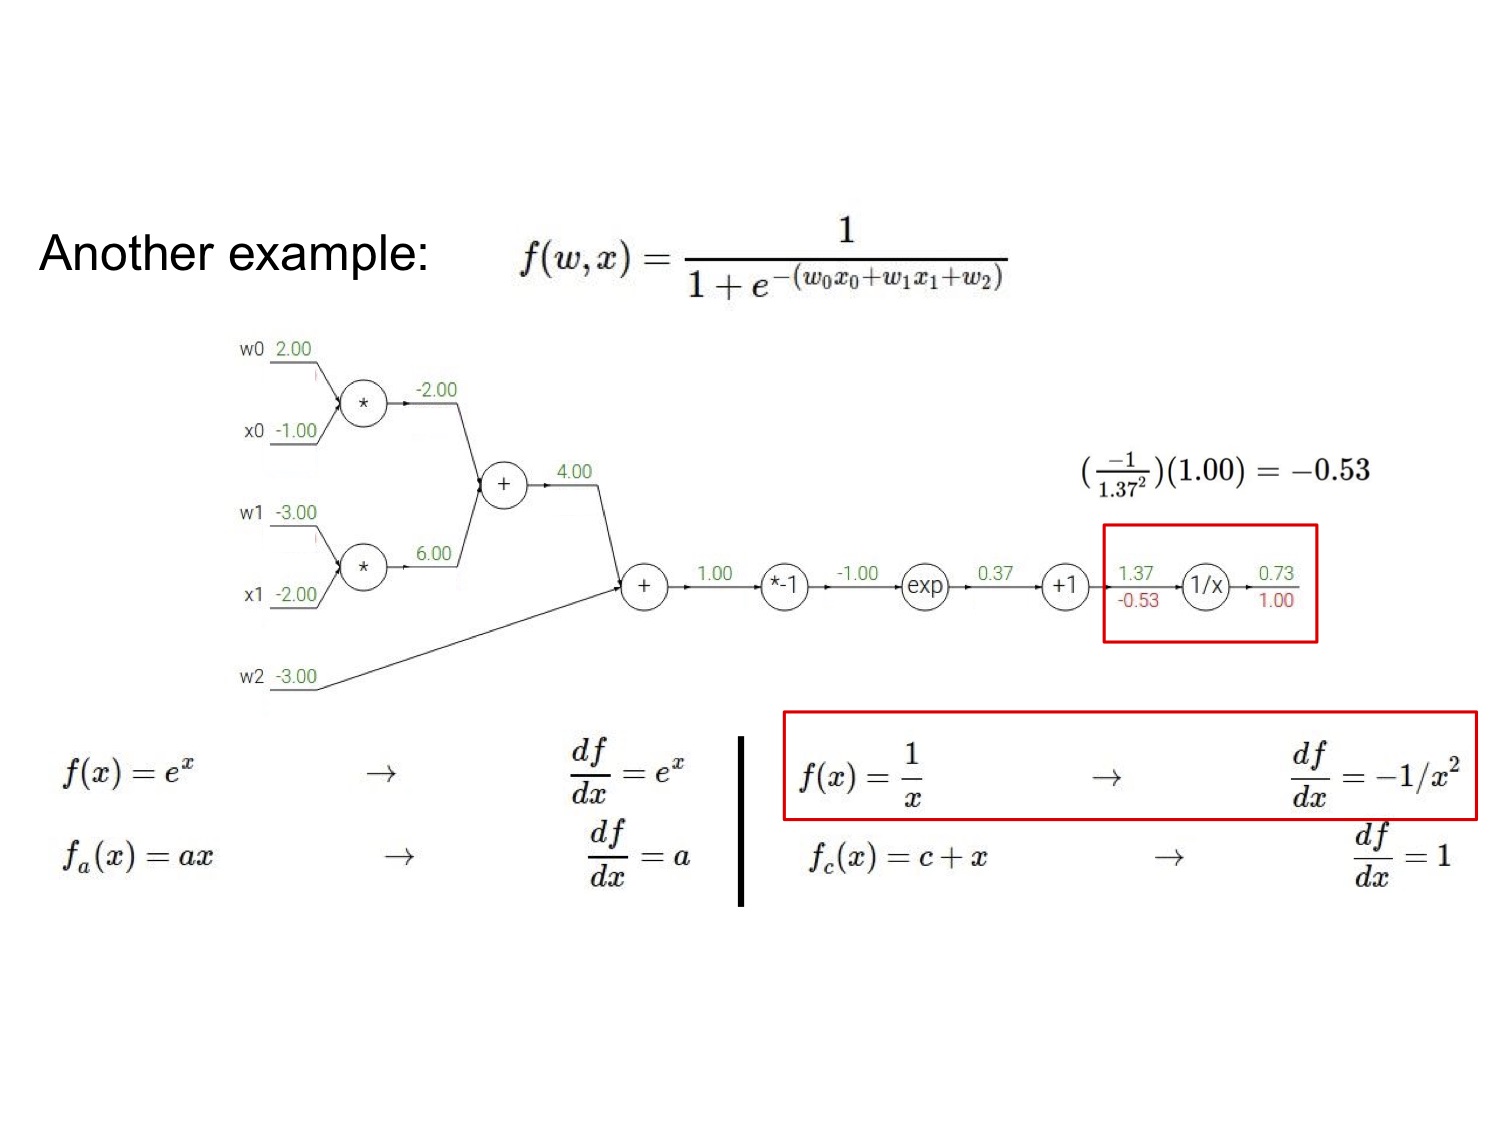 Another example:
f(w, x) = \frac{1}{1 + e^{-(w_0x_0+w_1x_1+w_2)}}
w0 2.00
-2.00
*
x0 -1.00
4.00
+
(\frac{-1}{1.37^2})(1.00) = −0.53
w1 -3.00
6.00
*
x1 -2.00
+ 1.00 *-1 -1.00 exp 0.37 +1 1.37 1/x 0.73
-0.53 1.00
w2 -3.00
f(x) = e^x → \frac{df}{dx} = e^x
f(x) = \frac{1}{x} → \frac{df}{dx} = −1/x^2
f_a(x) = ax → \frac{df}{dx} = a
f_c(x) = c + x → \frac{df}{dx} = 1